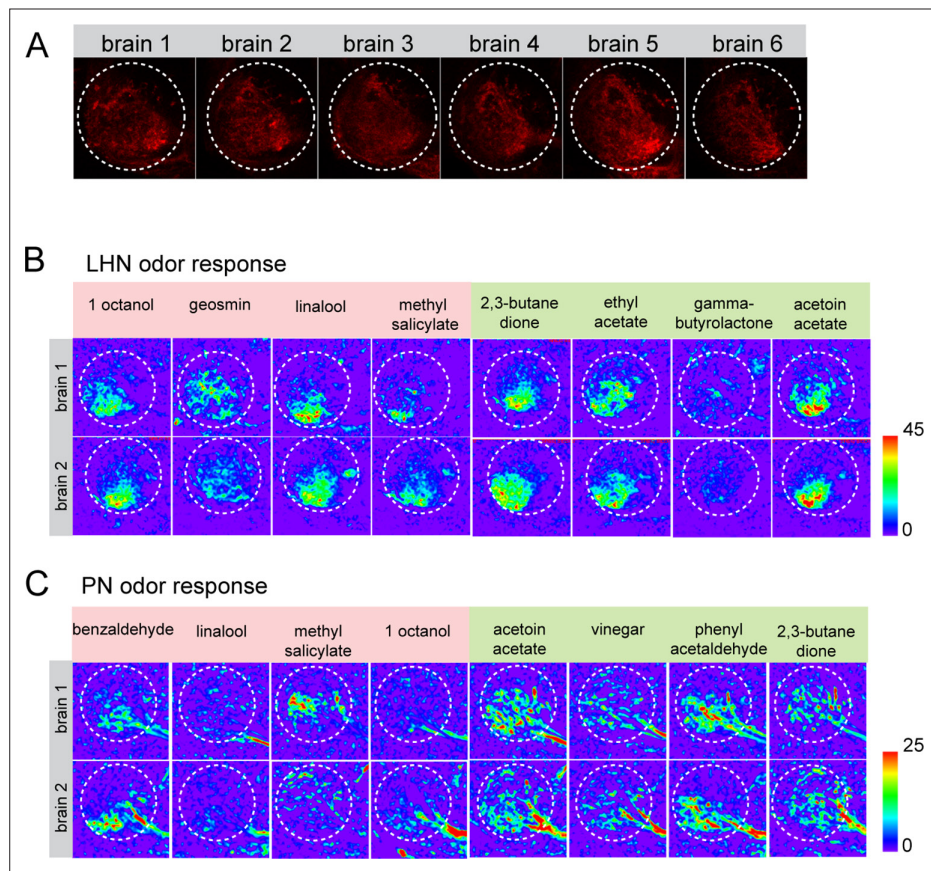 A
brain 1 brain 2 brain 3 brain 4 brain 5 brain 6
B
LHN odor response
1 octanol geosmin linalool methyl salicylate 2,3-butane dione ethyl acetate gamma-butyrolactone acetoin acetate
brain 1
brain 2
45
0
C
PN odor response
benzaldehyde linalool methyl salicylate 1 octanol acetoin acetate vinegar phenyl acetaldehyde 2,3-butane dione
brain 1
brain 2
25
0